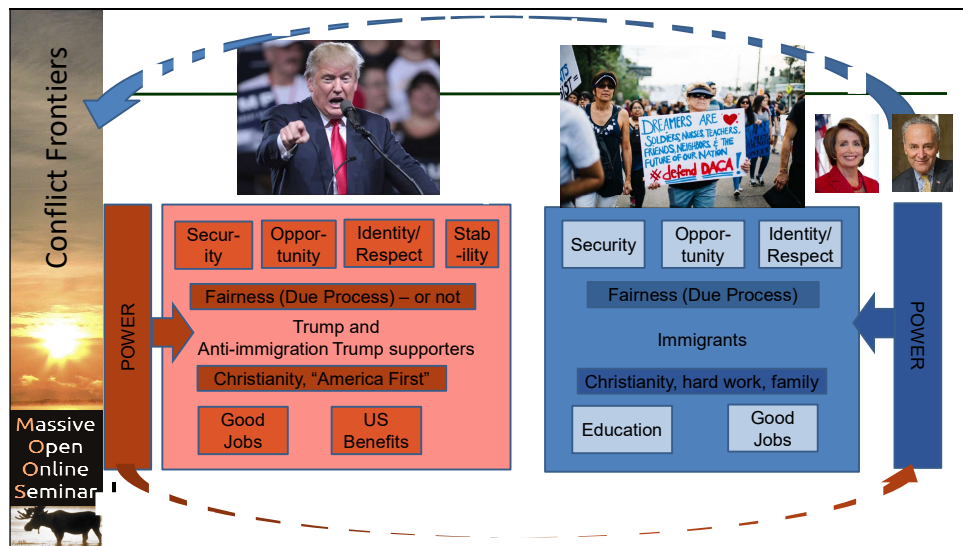 Conflict Frontiers
Massive
Open
Online
Seminar
DREAMERS ARE
SOLDIERS, NURSES, TEACHERS,
FRIENDS, NEIGHBORS, & THE
FUTURE OF OUR NATION
#defend DACA!
POWER
Secur-
ity
Oppor-
tunity
Identity/
Respect
Stab
-ility
Fairness (Due Process) – or not
Trump and
Anti-immigration Trump supporters
Christianity, “America First”
Good
Jobs
US
Benefits
Security
Oppor-
tunity
Identity/
Respect
Fairness (Due Process)
Immigrants
Christianity, hard work, family
Education
Good
Jobs
POWER